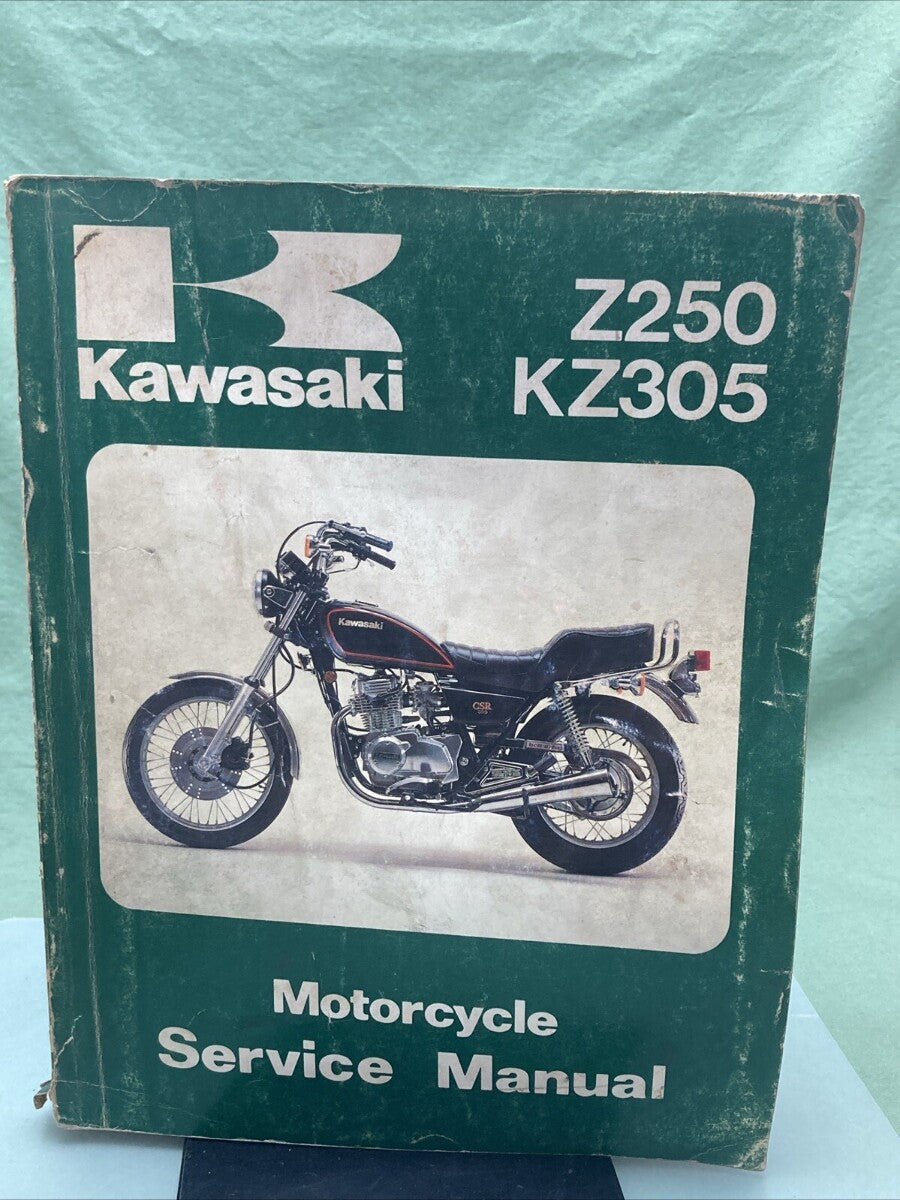 Kawasaki
Z250
KZ305
Kawasaki
CSR
Motorcycle
Service Manual